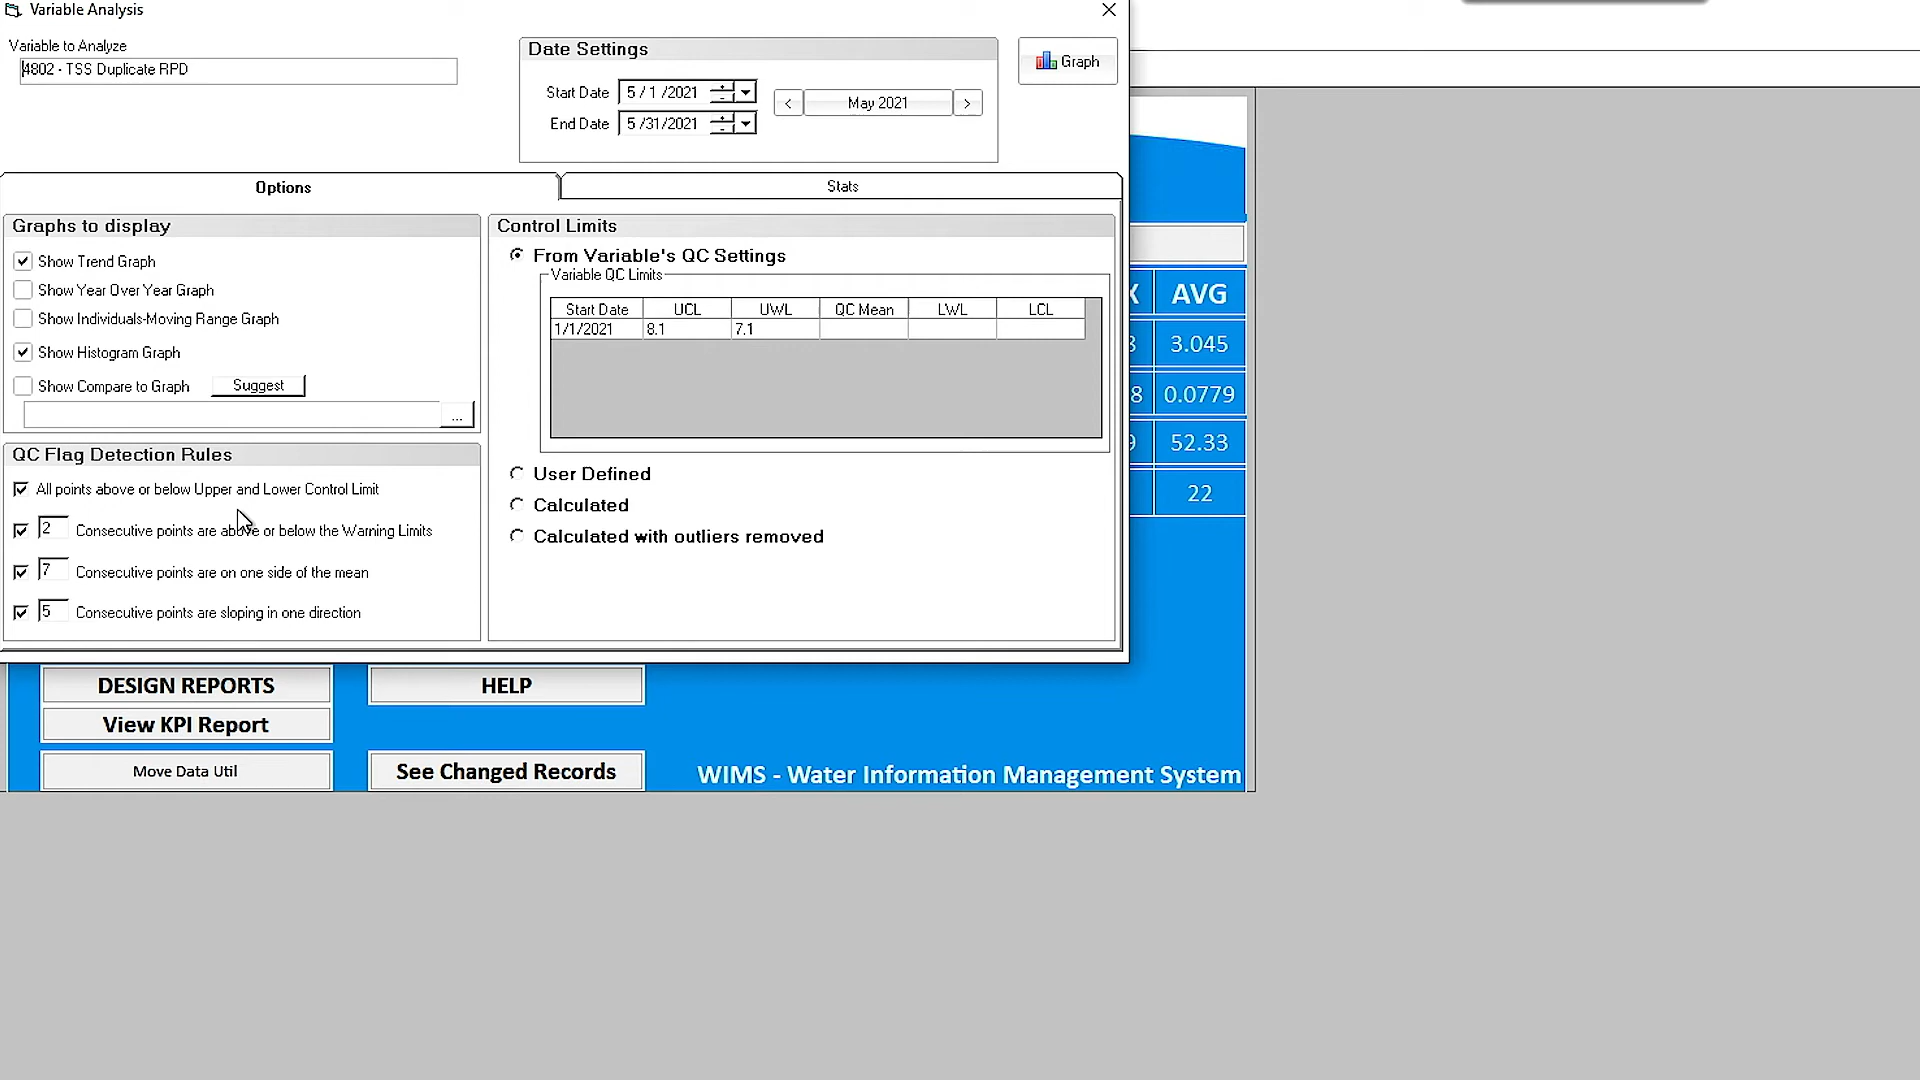 Variable Analysis
Variable to Analyze
4802 - TSS Duplicate RPD
Date Settings
Start Date 5 / 1 /2021
End Date 5 /31/2021
< May 2021 >
Graph
Options
Stats
Graphs to display
Show Trend Graph
Show Year Over Year Graph
Show Individuals-Moving Range Graph
Show Histogram Graph
Show Compare to Graph Suggest
...
QC Flag Detection Rules
All points above or below Upper and Lower Control Limit
2 Consecutive points are above or below the Warning Limits
7 Consecutive points are on one side of the mean
5 Consecutive points are sloping in one direction
Control Limits
From Variable's QC Settings
Variable QC Limits
Start Date UCL UWL QC Mean LWL LCL
1/1/2021 8.1 7.1
User Defined
Calculated
Calculated with outliers removed
AVG
3.045
8 0.0779
9 52.33
22
DESIGN REPORTS
HELP
View KPI Report
Move Data Util
See Changed Records
WIMS - Water Information Management System